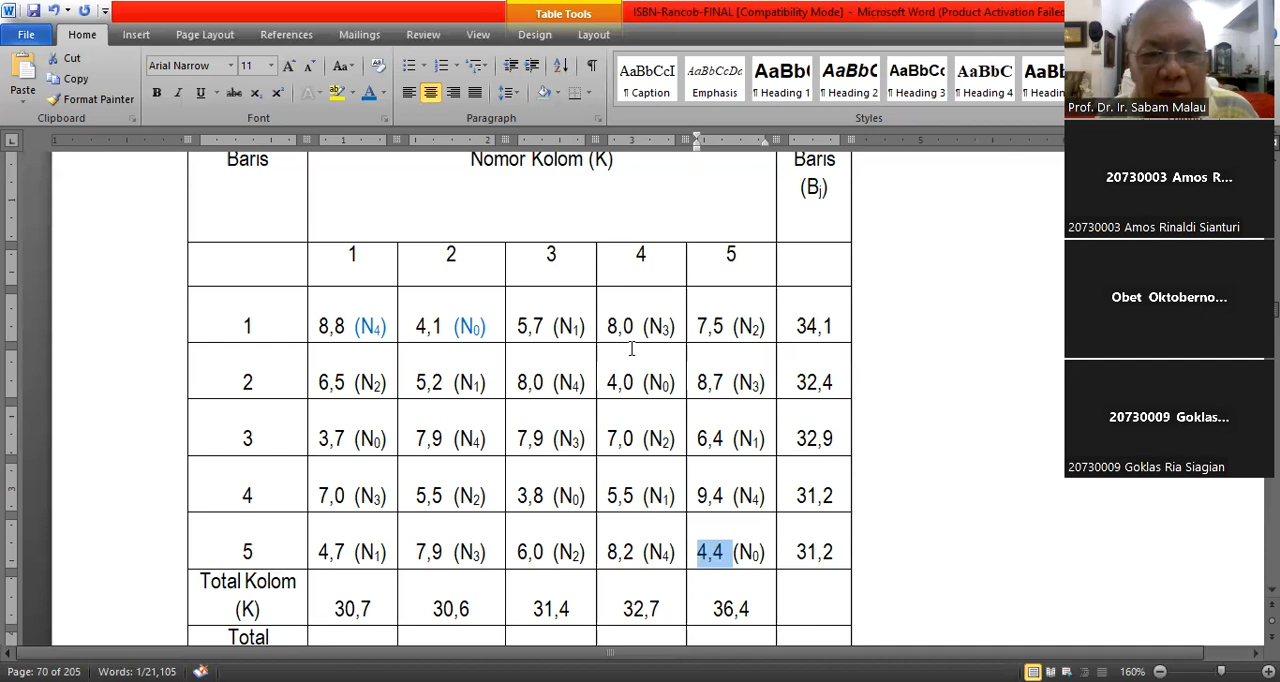 Table Tools
ISBN-Rancob-FINAL [Compatibility Mode] - Microsoft Word (Product Activation Failed
File Home Insert Page Layout References Mailings Review View Design Layout
Cut
Copy
Format Painter
Paste
Clipboard
Arial Narrow 11
Font
Paragraph
AaBbCcI AaBbCcDc AaBb( AaBb( AaBbCc AaBbCc AaBb
¶ Caption Emphasis ¶ Heading 1 ¶ Heading 2 ¶ Heading 3 ¶ Heading 4 ¶ Heading
Styles
Prof. Dr. Ir. Sabam Malau
20730003 Amos R...
20730003 Amos Rinaldi Sianturi
Obet Oktoberno...
20730009 Goklas...
20730009 Goklas Ria Siagian
Baris Nomor Kolom (K) Baris
(Bj)
1 2 3 4 5
1 8,8 (N4) 4,1 (N0) 5,7 (N1) 8,0 (N3) 7,5 (N2) 34,1
2 6,5 (N2) 5,2 (N1) 8,0 (N4) 4,0 (N0) 8,7 (N3) 32,4
3 3,7 (N0) 7,9 (N4) 7,9 (N3) 7,0 (N2) 6,4 (N1) 32,9
4 7,0 (N3) 5,5 (N2) 3,8 (N0) 5,5 (N1) 9,4 (N4) 31,2
5 4,7 (N1) 7,9 (N3) 6,0 (N2) 8,2 (N4) 4,4 (N0) 31,2
Total Kolom
(K) 30,7 30,6 31,4 32,7 36,4
Total
Page: 70 of 205 Words: 1/21,105 160%